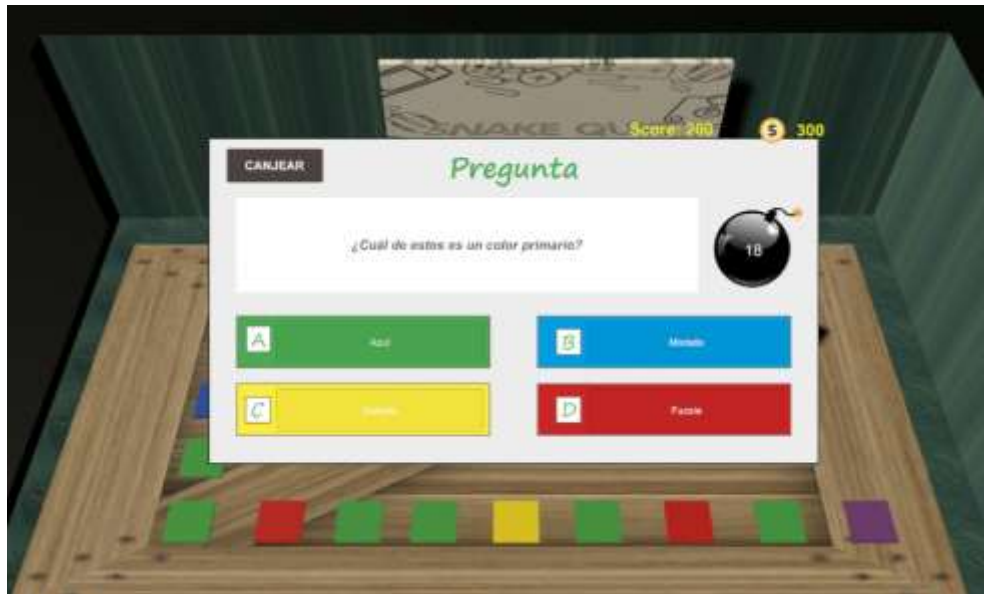 SNAKE QU
Score: 200
S 300
CANJEAR
Pregunta
¿Cuál de estos es un color primario?
18
A Azul
B Morado
C
D Fucsia